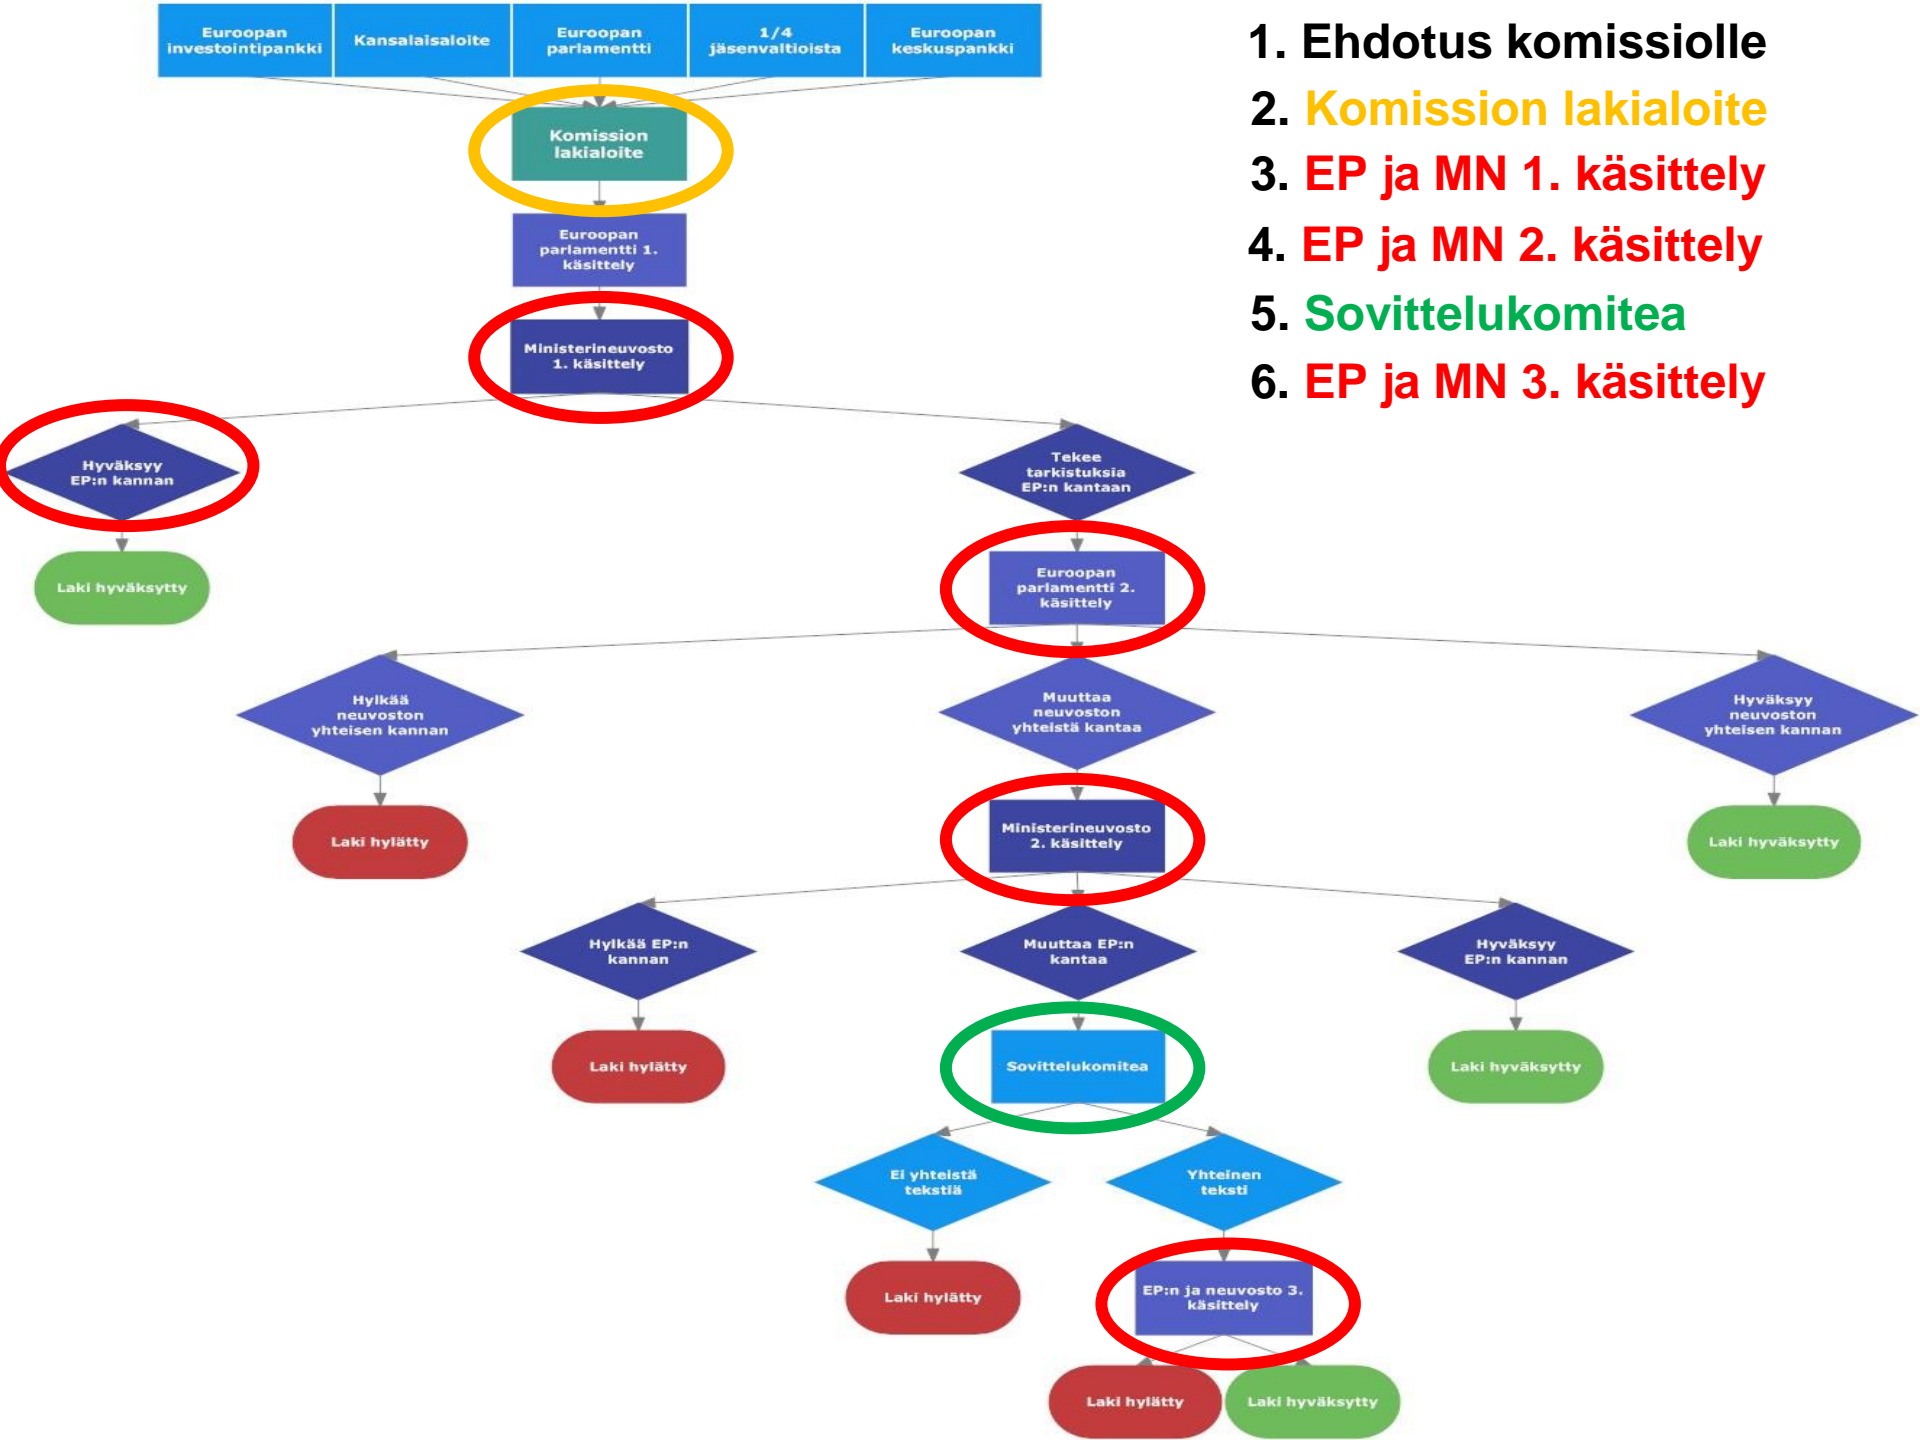 Euroopan
investointipankki
Kansalaisaloite
Euroopan
parlamentti
1/4
jäsenvaltioista
Euroopan
keskuspankki
1. Ehdotus komissiolle
2. Komission lakialoite
3. EP ja MN 1. käsittely
4. EP ja MN 2. käsittely
5. Sovittelukomitea
6. EP ja MN 3. käsittely
Komission
lakialoite
Euroopan
parlamentti 1.
käsittely
Ministerineuvosto
1. käsittely
Hyväksyy
EP:n kannan
Tekee
tarkistuksia
EP:n kantaan
Laki hyväksytty
Euroopan
parlamentti 2.
käsittely
Hylkää
neuvoston
yhteisen kannan
Muuttaa
neuvoston
yhteistä kantaa
Hyväksyy
neuvoston
yhteisen kannan
Laki hylätty
Ministerineuvosto
2. käsittely
Laki hyväksytty
Hylkää EP:n
kannan
Muuttaa EP:n
kantaa
Hyväksyy
EP:n kannan
Laki hylätty
Sovittelukomitea
Laki hyväksytty
Ei yhteistä
tekstiä
Yhteinen
teksti
Laki hylätty
EP:n ja neuvosto 3.
käsittely
Laki hylätty
Laki hyväksytty